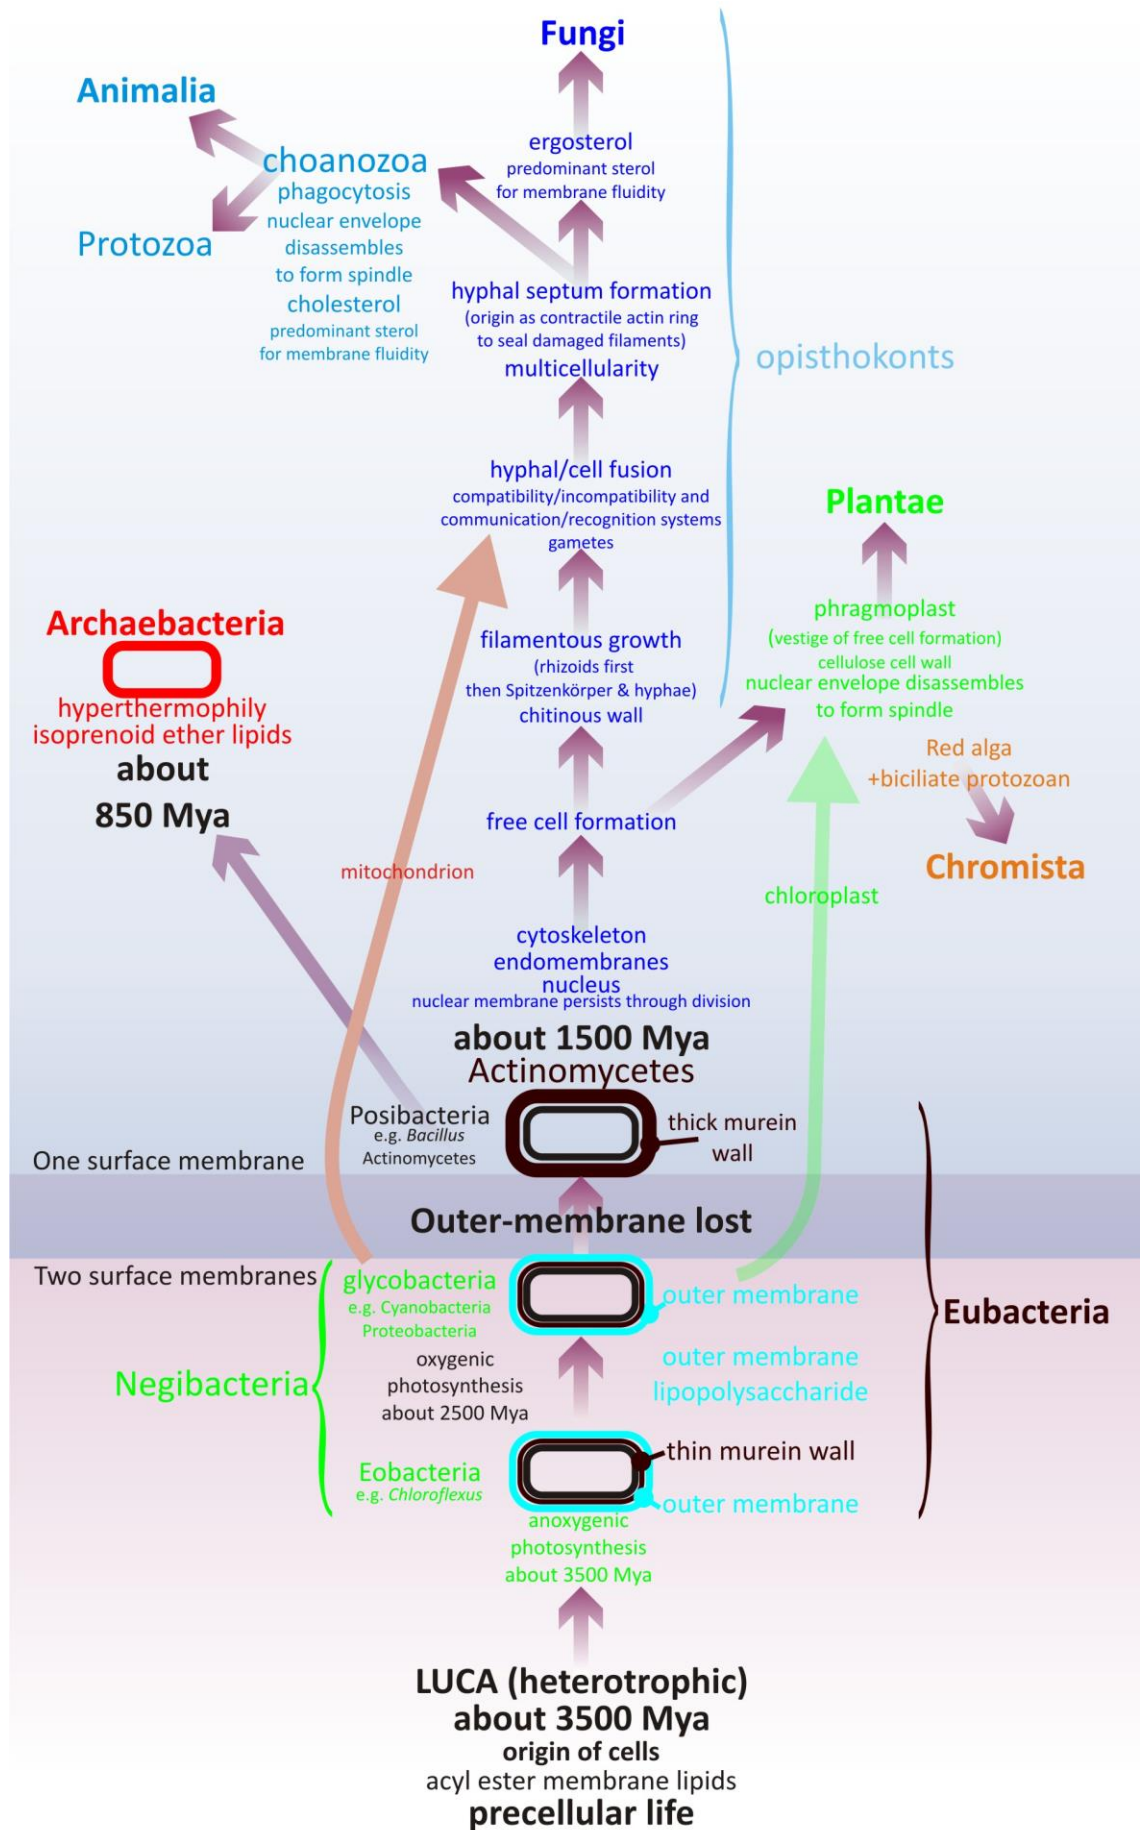 Fungi
Animalia
ergosterol
predominant sterol
for membrane fluidity
choanozoa
phagocytosis
nuclear envelope
disassembles
to form spindle
cholesterol
predominant sterol
for membrane fluidity
Protozoa
hyphal septum formation
(origin as contractile actin ring
to seal damaged filaments)
multicellularity
opisthokonts
hyphal/cell fusion
compatibility/incompatibility and
communication/recognition systems
gametes
Plantae
phragmoplast
(vestige of free cell formation)
cellulose cell wall
nuclear envelope disassembles
to form spindle
Archaebacteria
hyperthermophily
isoprenoid ether lipids
about
850 Mya
filamentous growth
(rhizoids first
then Spitzenkörper & hyphae)
chitinous wall
Red alga
+biciliate protozoan
Chromista
free cell formation
mitochondrion
chloroplast
cytoskeleton
endomembranes
nucleus
nuclear membrane persists through division
about 1500 Mya
Actinomycetes
Posibacteria
e.g. Bacillus
Actinomycetes
thick murein
wall
One surface membrane
Outer-membrane lost
Two surface membranes
glycobacteria
e.g. Cyanobacteria
Proteobacteria
outer membrane
Eubacteria
oxygenic
photosynthesis
about 2500 Mya
outer membrane
lipopolysaccharide
Negibacteria
Eobacteria
e.g. Chloroflexus
thin murein wall
outer membrane
anoxygenic
photosynthesis
about 3500 Mya
LUCA (heterotrophic)
about 3500 Mya
origin of cells
acyl ester membrane lipids
precellular life